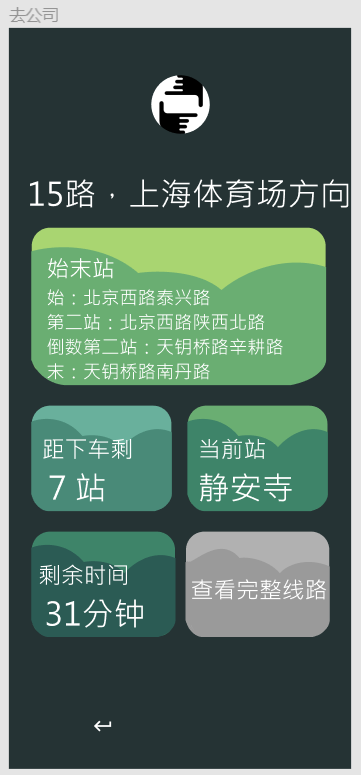 去公司
15路，上海体育场方向
始末站
始：北京西路泰兴路
第二站：北京西路陕西北路
倒数第二站：天钥桥路辛耕路
末：天钥桥路南丹路
距下车剩
7 站
当前站
静安寺
剩余时间
31分钟
查看完整线路